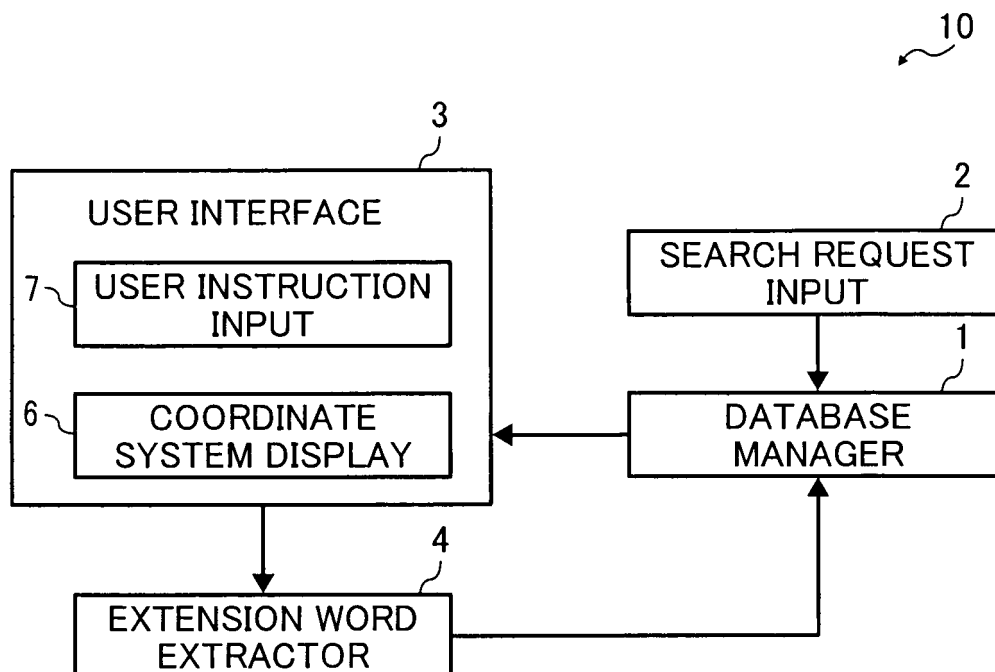 10
3
USER INTERFACE
7
USER INSTRUCTION
INPUT
6
COORDINATE
SYSTEM DISPLAY
2
SEARCH REQUEST
INPUT
1
DATABASE
MANAGER
4
EXTENSION WORD
EXTRACTOR